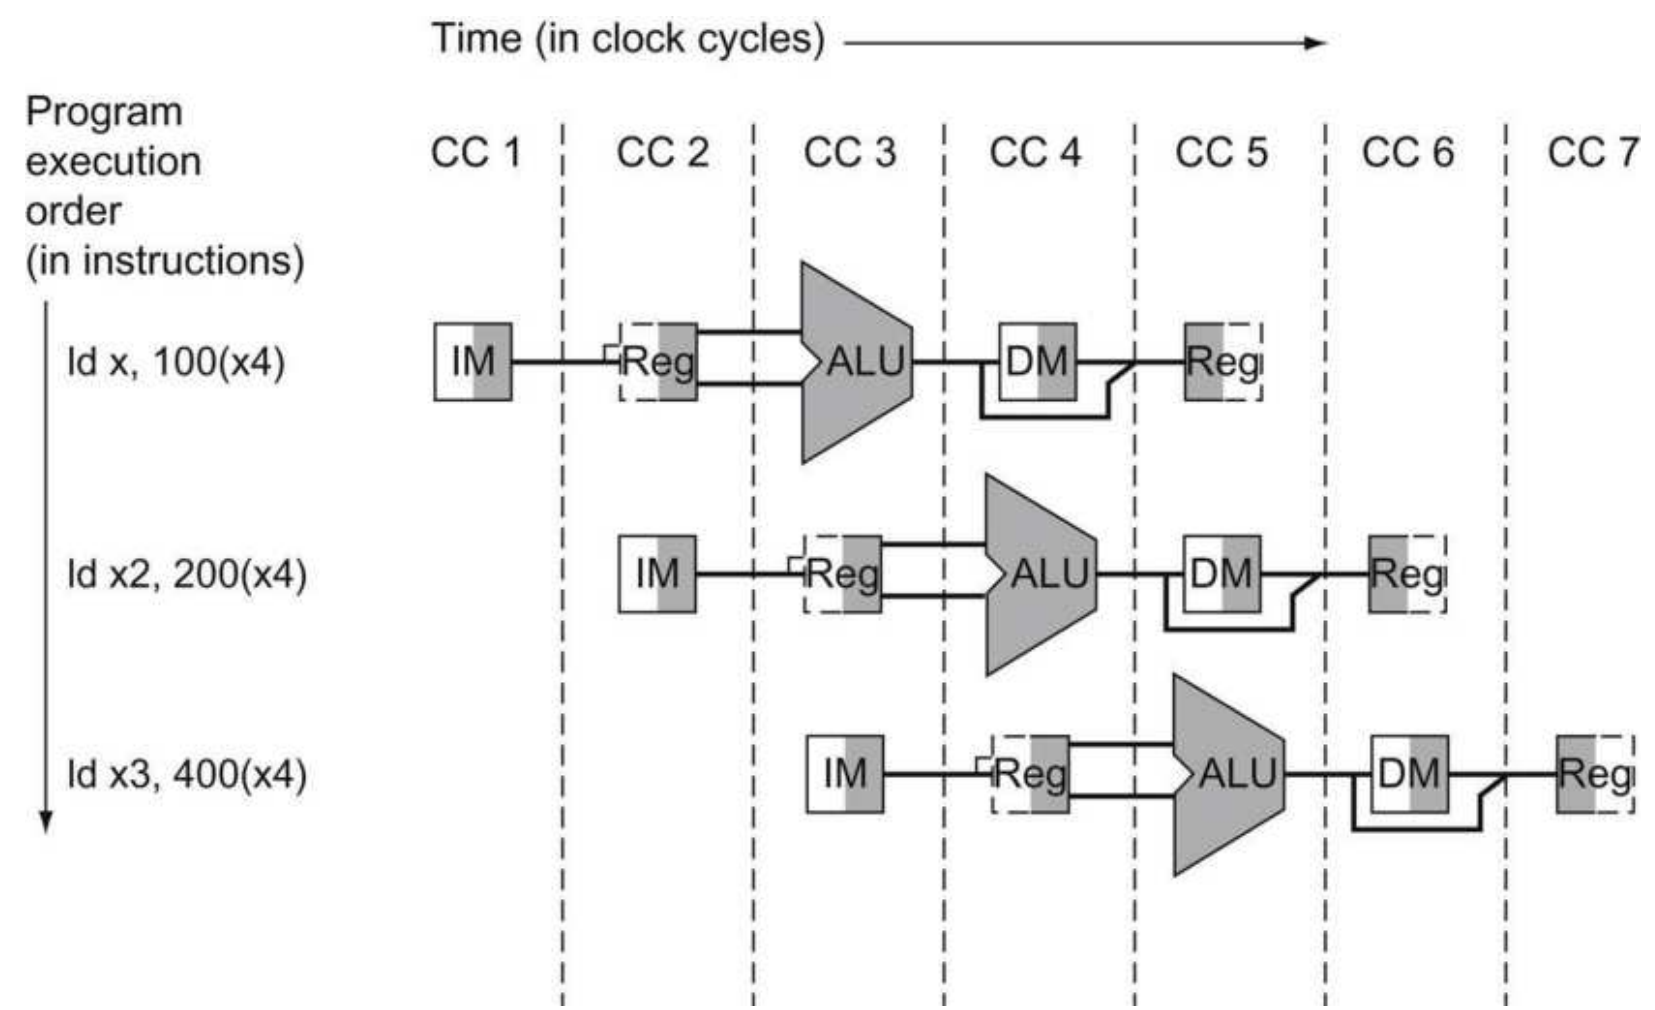 Time (in clock cycles)
Program
execution
order
(in instructions)
CC 1 CC 2 CC 3 CC 4 CC 5 CC 6 CC 7
ld x, 100(x4) IM Reg ALU DM Reg
ld x2, 200(x4) IM Reg ALU DM Reg
ld x3, 400(x4) IM Reg ALU DM Reg